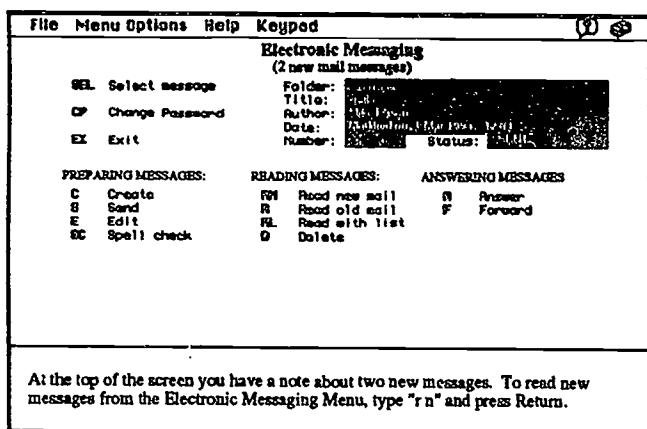 File Menu Options Help Keypad
Electronic Messaging
(2 new mail messages)
SEL Select message
Folder:
Title:
CP Change Password
Author:
Date:
EX Exit
Number: Status:
PREPARING MESSAGES: READING MESSAGES: ANSWERING MESSAGES
C Create RN Read new mail A Answer
S Send R Read old mail F Forward
E Edit RL Read with list
SC Spell check D Delete
At the top of the screen you have a note about two new messages. To read new
messages from the Electronic Messaging Menu, type "r n" and press Return.